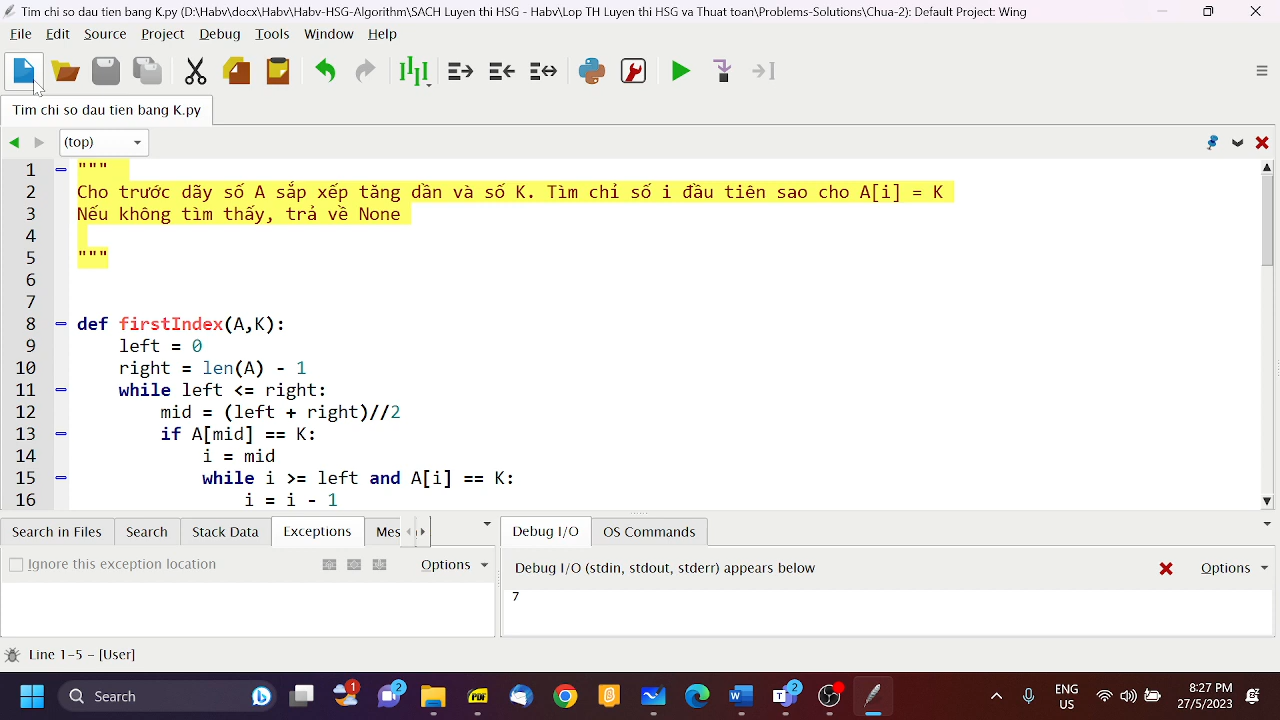 Tim chi so dau tien bang K.py (D:\Habv\docx\Habv\Habv-HSG-Algorithm\SACH Luyen thi HSG - Habv\Lop TH Luyen thi HSG va Thuat toan\Problems-Solutions\Chua-2): Default Project: Wing
File Edit Source Project Debug Tools Window Help
Tim chi so dau tien bang K.py
(top)
1 """
2 Cho trước dãy số A sắp xếp tăng dần và số K. Tìm chỉ số i đầu tiên sao cho A[i] = K
3 Nếu không tìm thấy, trả về None
4
5 """
6
7
8 def firstIndex(A,K):
9 left = 0
10 right = len(A) - 1
11 while left <= right:
12 mid = (left + right)//2
13 if A[mid] == K:
14 i = mid
15 while i >= left and A[i] == K:
16 i = i - 1
Search in Files Search Stack Data Exceptions Mes
Debug I/O OS Commands
Ignore this exception location Options
Debug I/O (stdin, stdout, stderr) appears below Options
7
Line 1-5 - [User]
Search
1
2
PDF
2
ENG
US
8:27 PM
27/5/2023